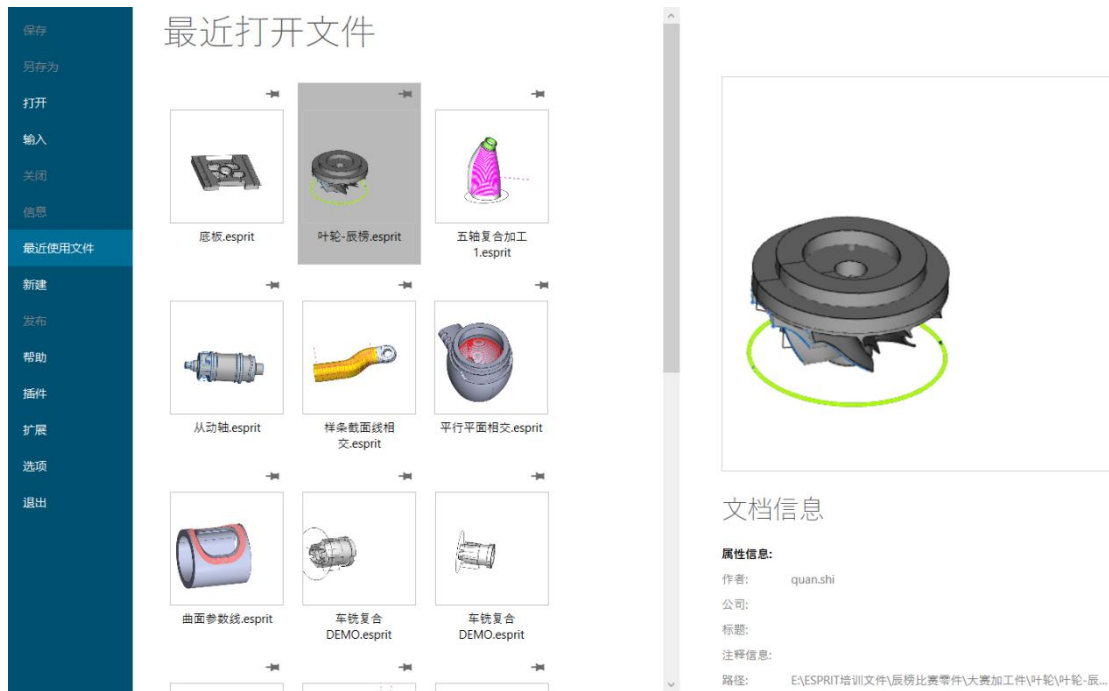 保存
另存为
打开
输入
关闭
信息
最近使用文件
新建
发布
帮助
插件
扩展
选项
退出
最近打开文件
底板.esprit
叶轮-辰榜.esprit
五轴复合加工
1.esprit
从动轴.esprit
样条截面线相
交.esprit
平行平面相交.esprit
曲面参数线.esprit
车铣复合
DEMO.esprit
车铣复合
DEMO.esprit
文档信息
属性信息:
作者: quan.shi
公司:
标题:
注释信息:
路径: E:\ESPRIT培训文件\辰榜比赛零件\大赛加工件\叶轮\叶轮-辰...